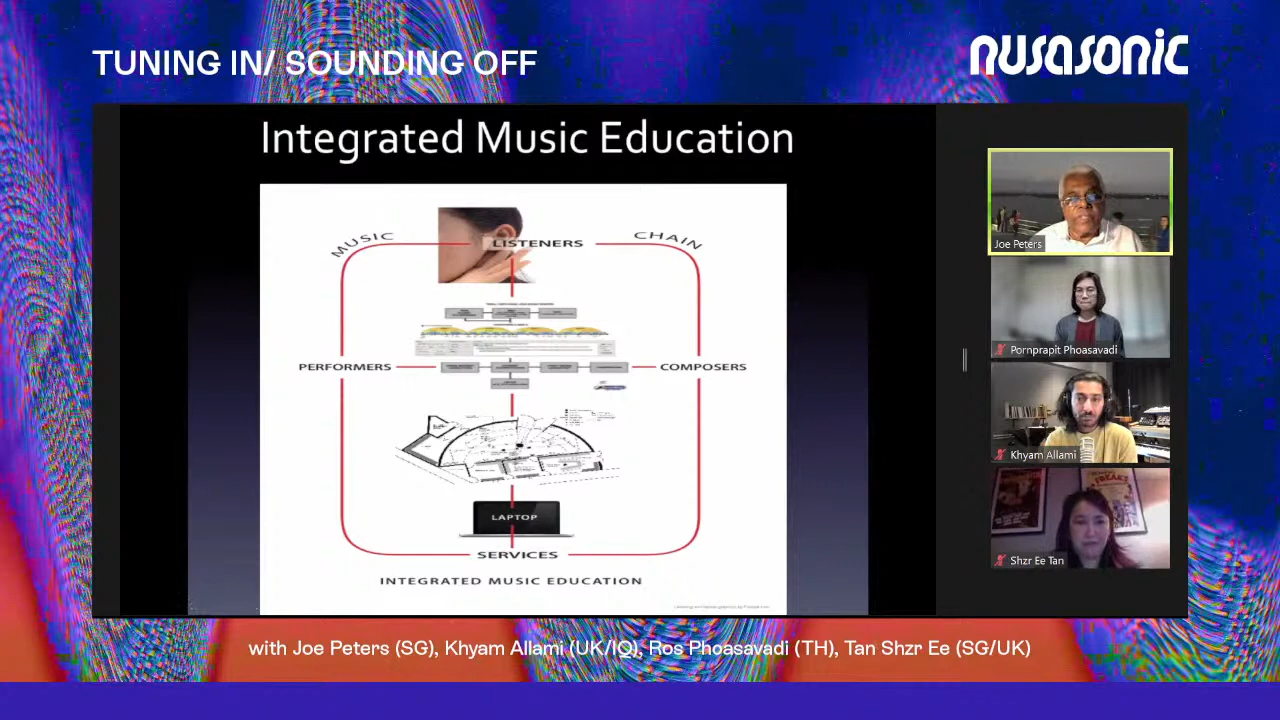 TUNING IN/ SOUNDING OFF
nusasonic
Integrated Music Education
MUSIC
CHAIN
LISTENERS
PERFORMERS
COMPOSERS
LAPTOP
SERVICES
INTEGRATED MUSIC EDUCATION
Joe Peters
Pornprapit Phoasavadi
Khyam Allami
Shzr Ee Tan
with Joe Peters (SG), Khyam Allami (UK/IQ), Ros Phoasavadi (TH), Tan Shzr Ee (SG/UK)